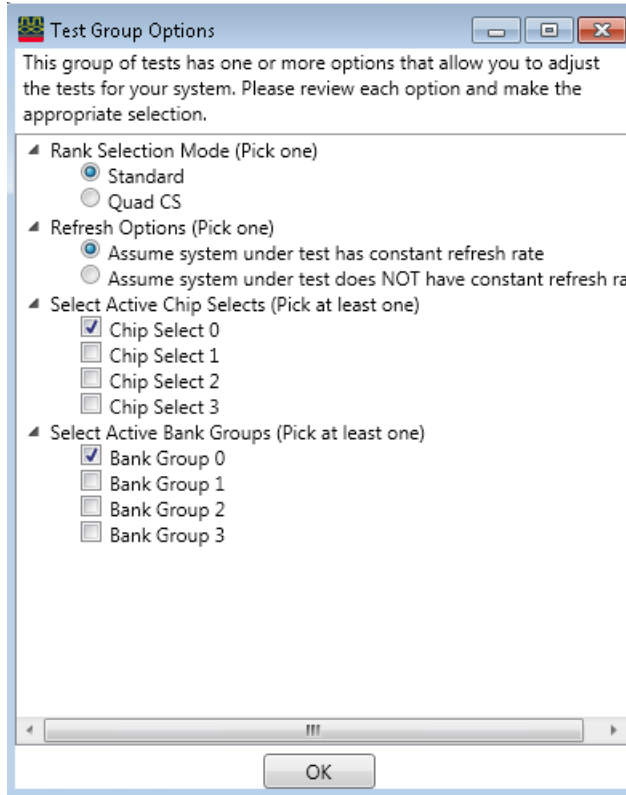 Test Group Options
This group of tests has one or more options that allow you to adjust
the tests for your system. Please review each option and make the
appropriate selection.
Rank Selection Mode (Pick one)
Standard
Quad CS
Refresh Options (Pick one)
Assume system under test has constant refresh rate
Assume system under test does NOT have constant refresh ra
Select Active Chip Selects (Pick at least one)
Chip Select 0
Chip Select 1
Chip Select 2
Chip Select 3
Select Active Bank Groups (Pick at least one)
Bank Group 0
Bank Group 1
Bank Group 2
Bank Group 3
OK